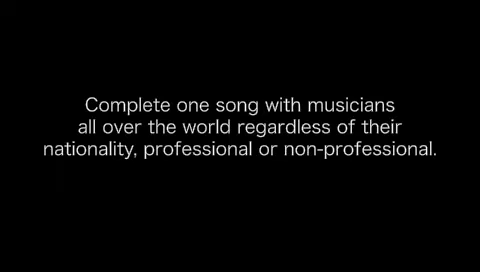 Complete one song with musicians
all over the world regardless of their
nationality, professional or non-professional.